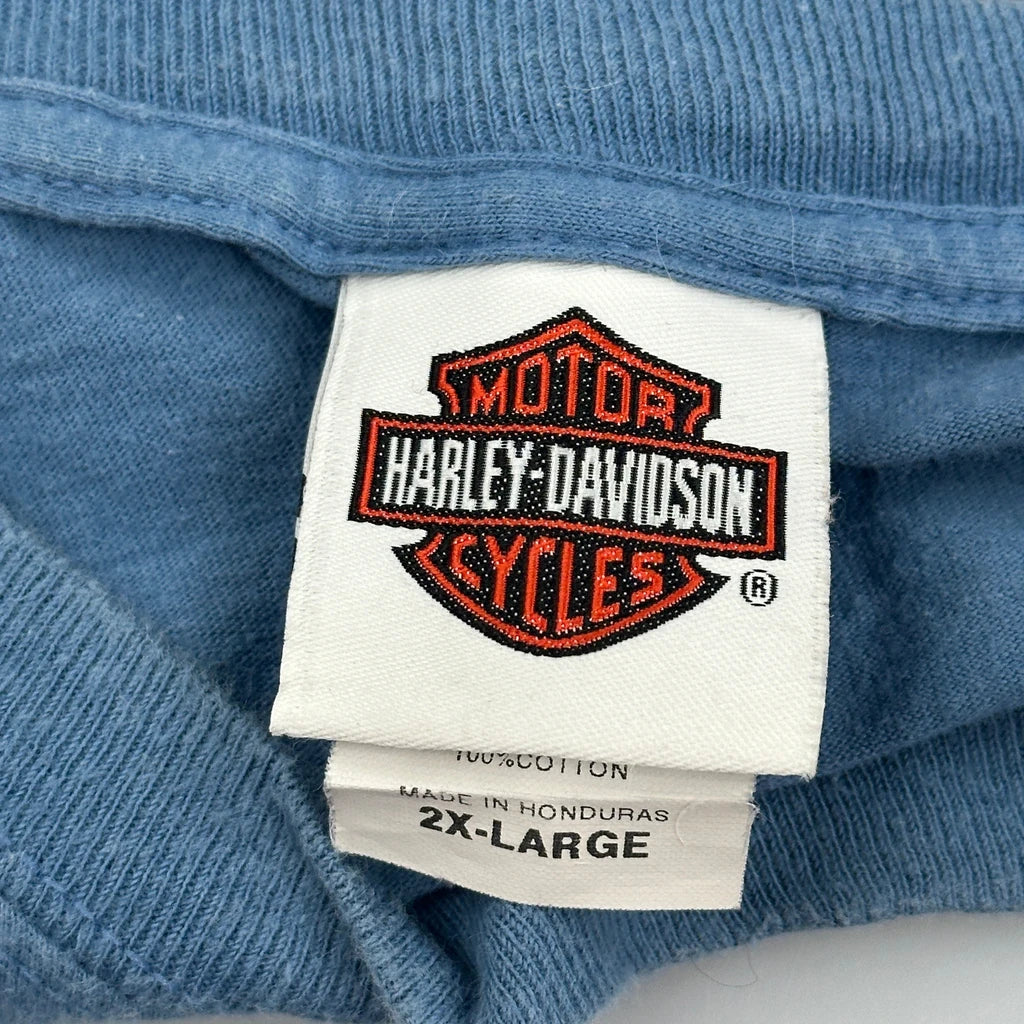 MOTOR
HARLEY-DAVIDSON
CYCLES
®
100% COTTON
MADE IN HONDURAS
2X-LARGE